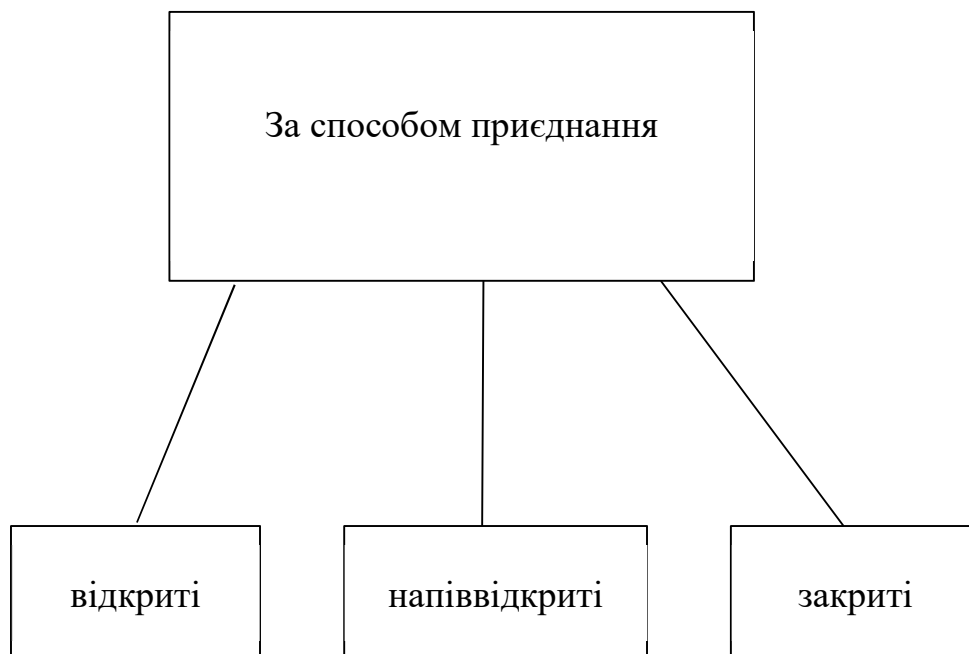 За способом приєднання
відкриті
напіввідкриті
закриті